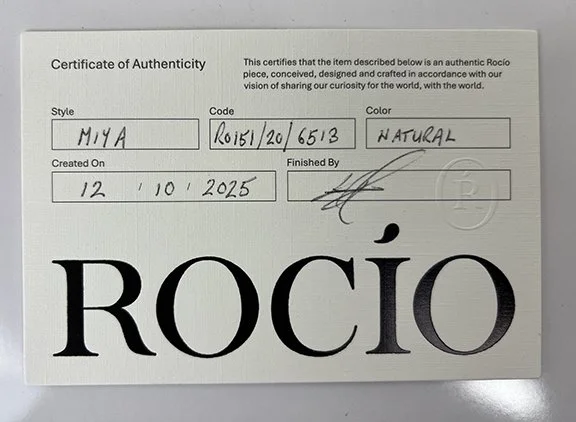 Certificate of Authenticity
This certifies that the item described below is an authentic Rocío
piece, conceived, designed and crafted in accordance with our
vision of sharing our curiosity for the world, with the world.
Style Code Color
MIYA R0151/20/6513 NATURAL
Created On Finished By
12 / 10 / 2025
Ŕ
ROCÍO